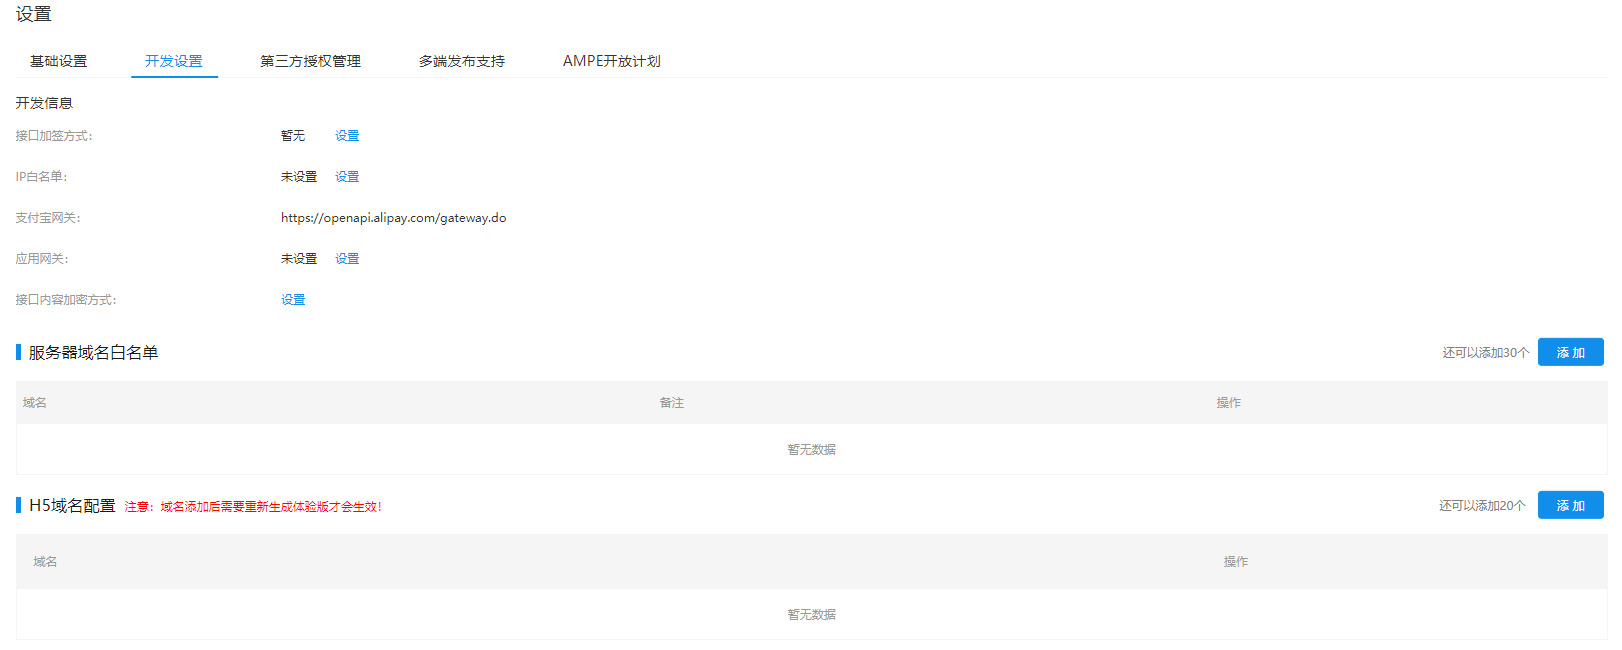 设置
基础设置 开发设置 第三方授权管理 多端发布支持 AMPE开放计划
开发信息
接口加签方式: 暂无 设置
IP白名单: 未设置 设置
支付宝网关: https://openapi.alipay.com/gateway.do
应用网关: 未设置 设置
接口内容加密方式: 设置
服务器域名白名单 还可以添加30个 添 加
域名 备注 操作
暂无数据
H5域名配置 注意：域名添加后需要重新生成体验版才会生效! 还可以添加20个 添 加
域名 操作
暂无数据